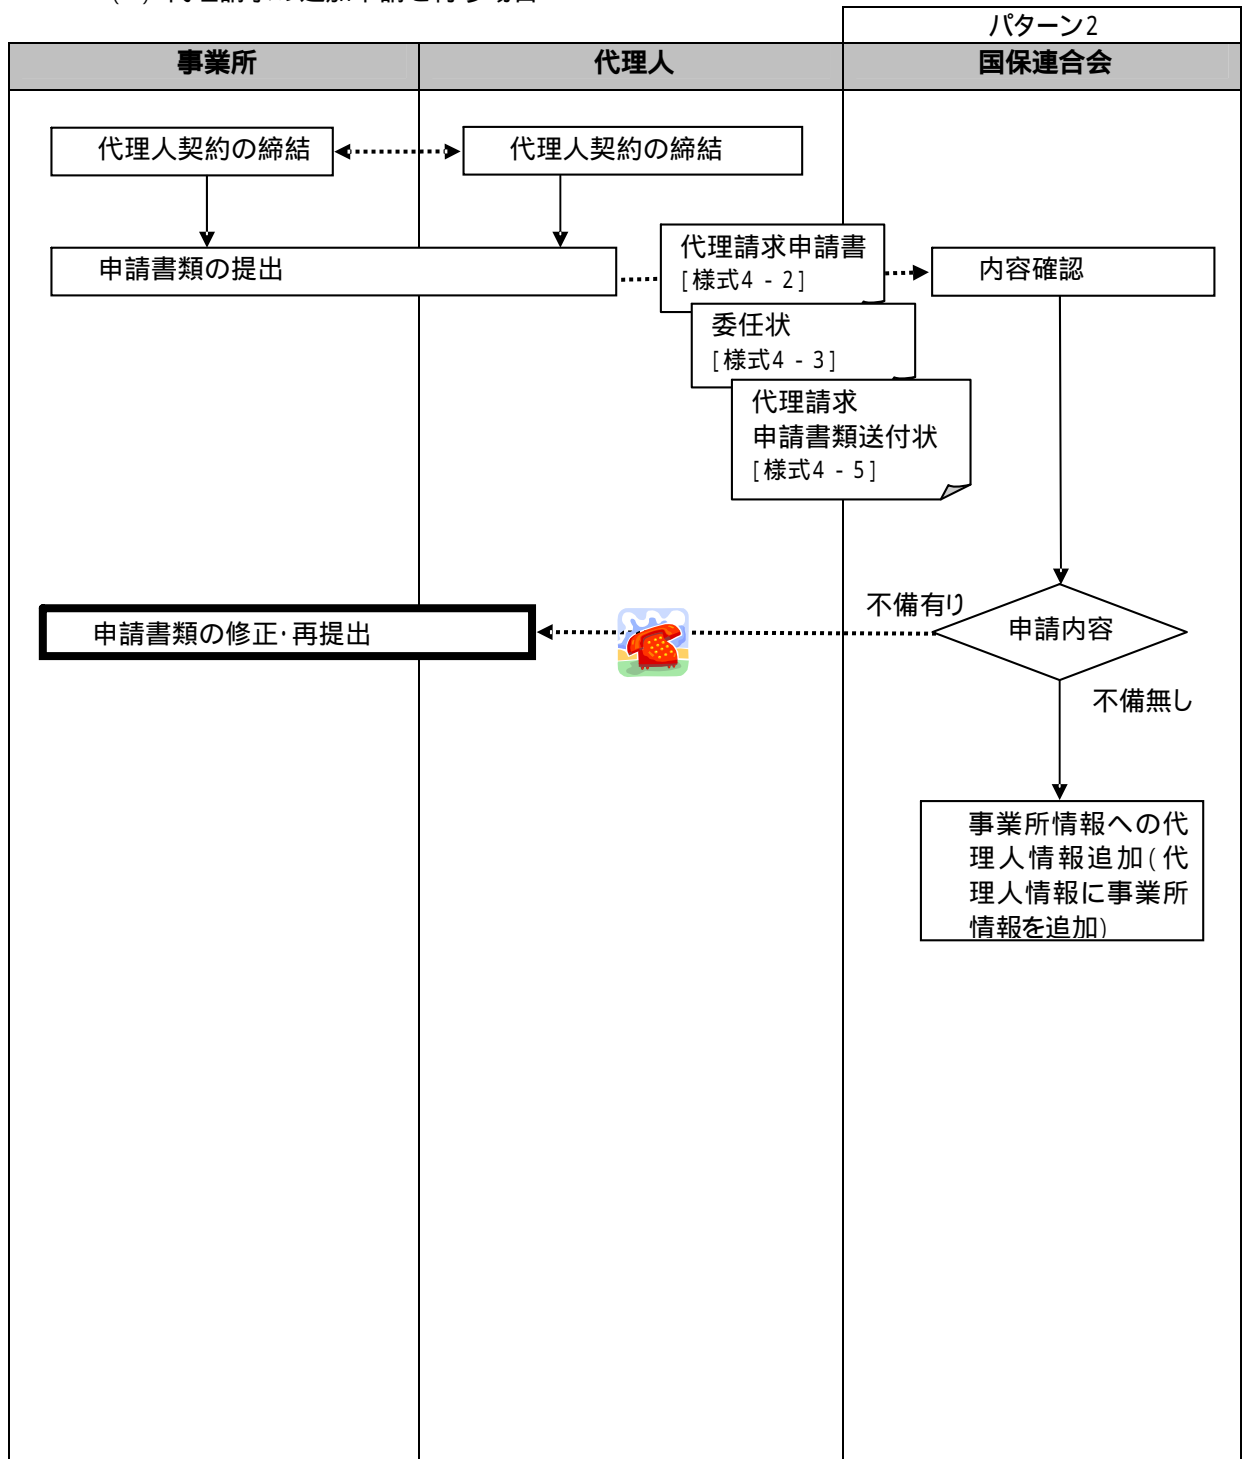 パターン2
事業所
代理人
国保連合会
代理人契約の締結
代理人契約の締結
申請書類の提出
代理請求申請書
[様式4 - 2]
内容確認
委任状
[様式4 - 3]
代理請求
申請書類送付状
[様式4 - 5]
不備有り
申請内容
申請書類の修正･再提出
不備無し
事業所情報への代
理人情報追加(代
理人情報に事業所
情報を追加)